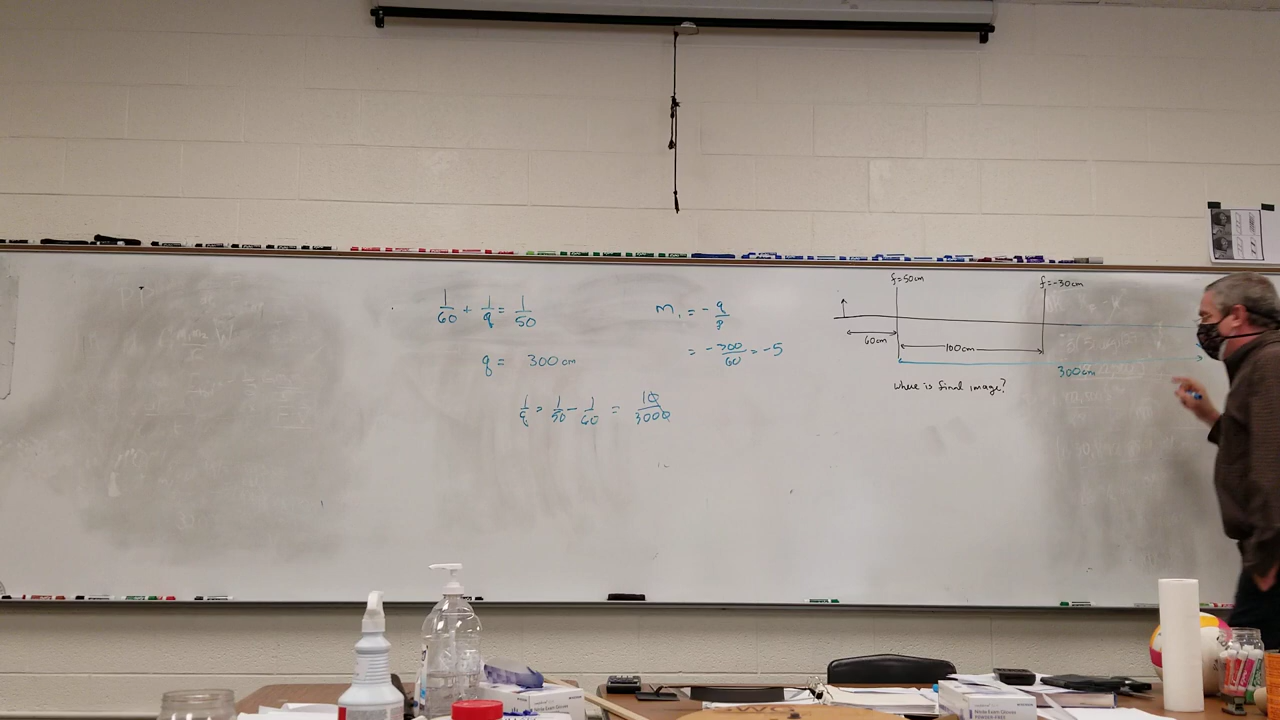 1/60 + 1/q = 1/50
q = 300 cm
1/q = 1/50 - 1/60 = 10/3000
m₁ = - q/p
= - 300/60 = -5
f=50cm
f=-30cm
60cm
100cm
300cm
where is final image?